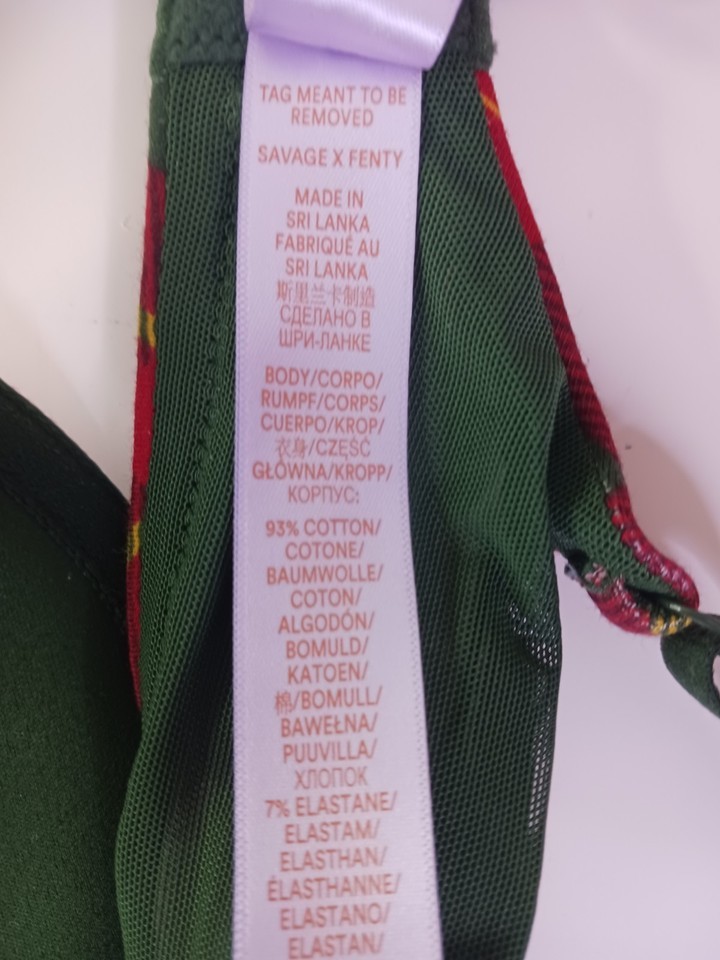 TAG MEANT TO BE
REMOVED
SAVAGE X FENTY
MADE IN
SRI LANKA
FABRIQUÉ AU
SRI LANKA
斯里兰卡制造
СДЕЛАНО В
ШРИ-ЛАНКЕ
BODY/CORPO/
RUMPF/CORPS/
CUERPO/KROP/
衣身/CZĘŚĆ
GŁÓWNA/KROPP/
КОРПУС:
93% COTTON/
COTONE/
BAUMWOLLE/
COTON/
ALGODÓN/
BOMULD/
KATOEN/
棉/BOMULL/
BAWEŁNA/
PUUVILLA/
ХЛОПОК
7% ELASTANE/
ELASTAM/
ELASTHAN/
ÉLASTHANNE/
ELASTANO/
ELASTAN/